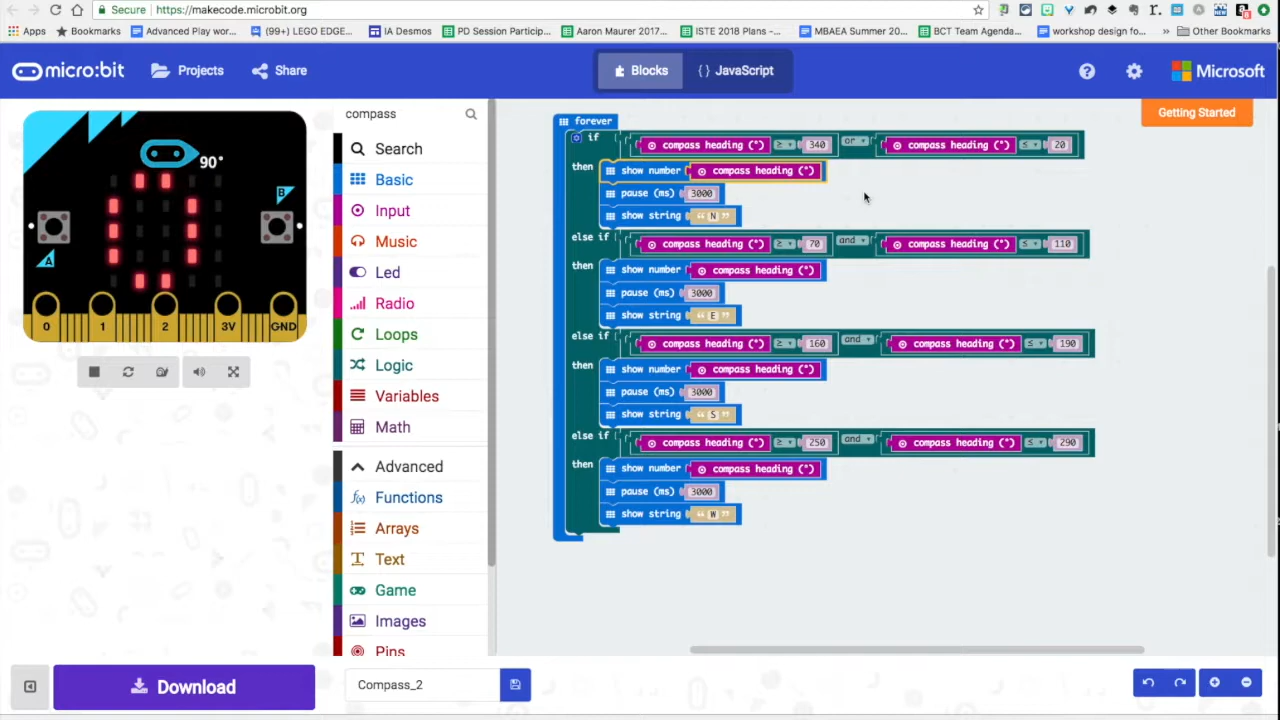 Secure https://makecode.microbit.org
Apps Bookmarks Advanced Play wor... (99+) LEGO EDGE... IA Desmos PD Session Particip... Aaron Maurer 2017... ISTE 2018 Plans -... MBAEA Summer 20... BCT Team Agenda... workshop design fo... » Other Bookmarks
micro:bit Projects Share Blocks {} JavaScript ? Microsoft
Getting Started
compass
90°
B
A
0 1 2 3V GND
Search
Basic
Input
Music
Led
Radio
Loops
Logic
Variables
Math
Advanced
Functions
Arrays
Text
Game
Images
Pins
forever
if compass heading (°) ≥ 340 or compass heading (°) ≤ 20
then show number compass heading (°)
pause (ms) 3000
show string “ N ”
else if compass heading (°) ≥ 70 and compass heading (°) ≤ 110
then show number compass heading (°)
pause (ms) 3000
show string “ E ”
else if compass heading (°) ≥ 160 and compass heading (°) ≤ 190
then show number compass heading (°)
pause (ms) 3000
show string “ S ”
else if compass heading (°) ≥ 250 and compass heading (°) ≤ 290
then show number compass heading (°)
pause (ms) 3000
show string “ W ”
Download
Compass_2